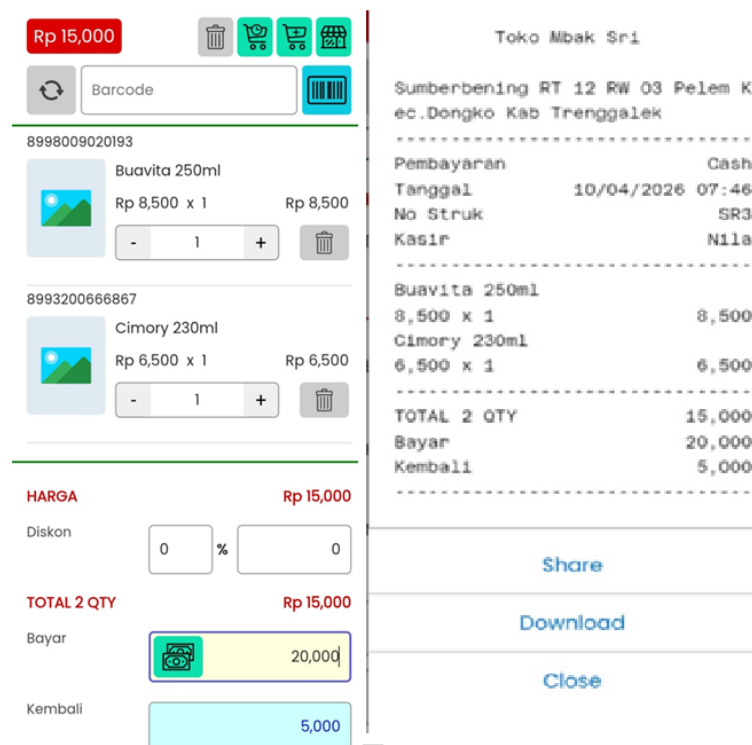 Rp 15,000
Barcode
8998009020193
Buavita 250ml
Rp 8,500 x 1 Rp 8,500
- 1 +
8993200666867
Cimory 230ml
Rp 6,500 x 1 Rp 6,500
- 1 +
HARGA Rp 15,000
Diskon 0 % 0
TOTAL 2 QTY Rp 15,000
Bayar 20,000
Kembali 5,000
Toko Mbak Sri
Sumberbening RT 12 RW 03 Pelem K
ec.Dongko Kab Trenggalek
Pembayaran Cash
Tanggal 10/04/2026 07:46
No Struk SR3
Kasir Nila
Buavita 250ml
8,500 x 1 8,500
Cimory 230ml
6,500 x 1 6,500
TOTAL 2 QTY 15,000
Bayar 20,000
Kembali 5,000
Share
Download
Close